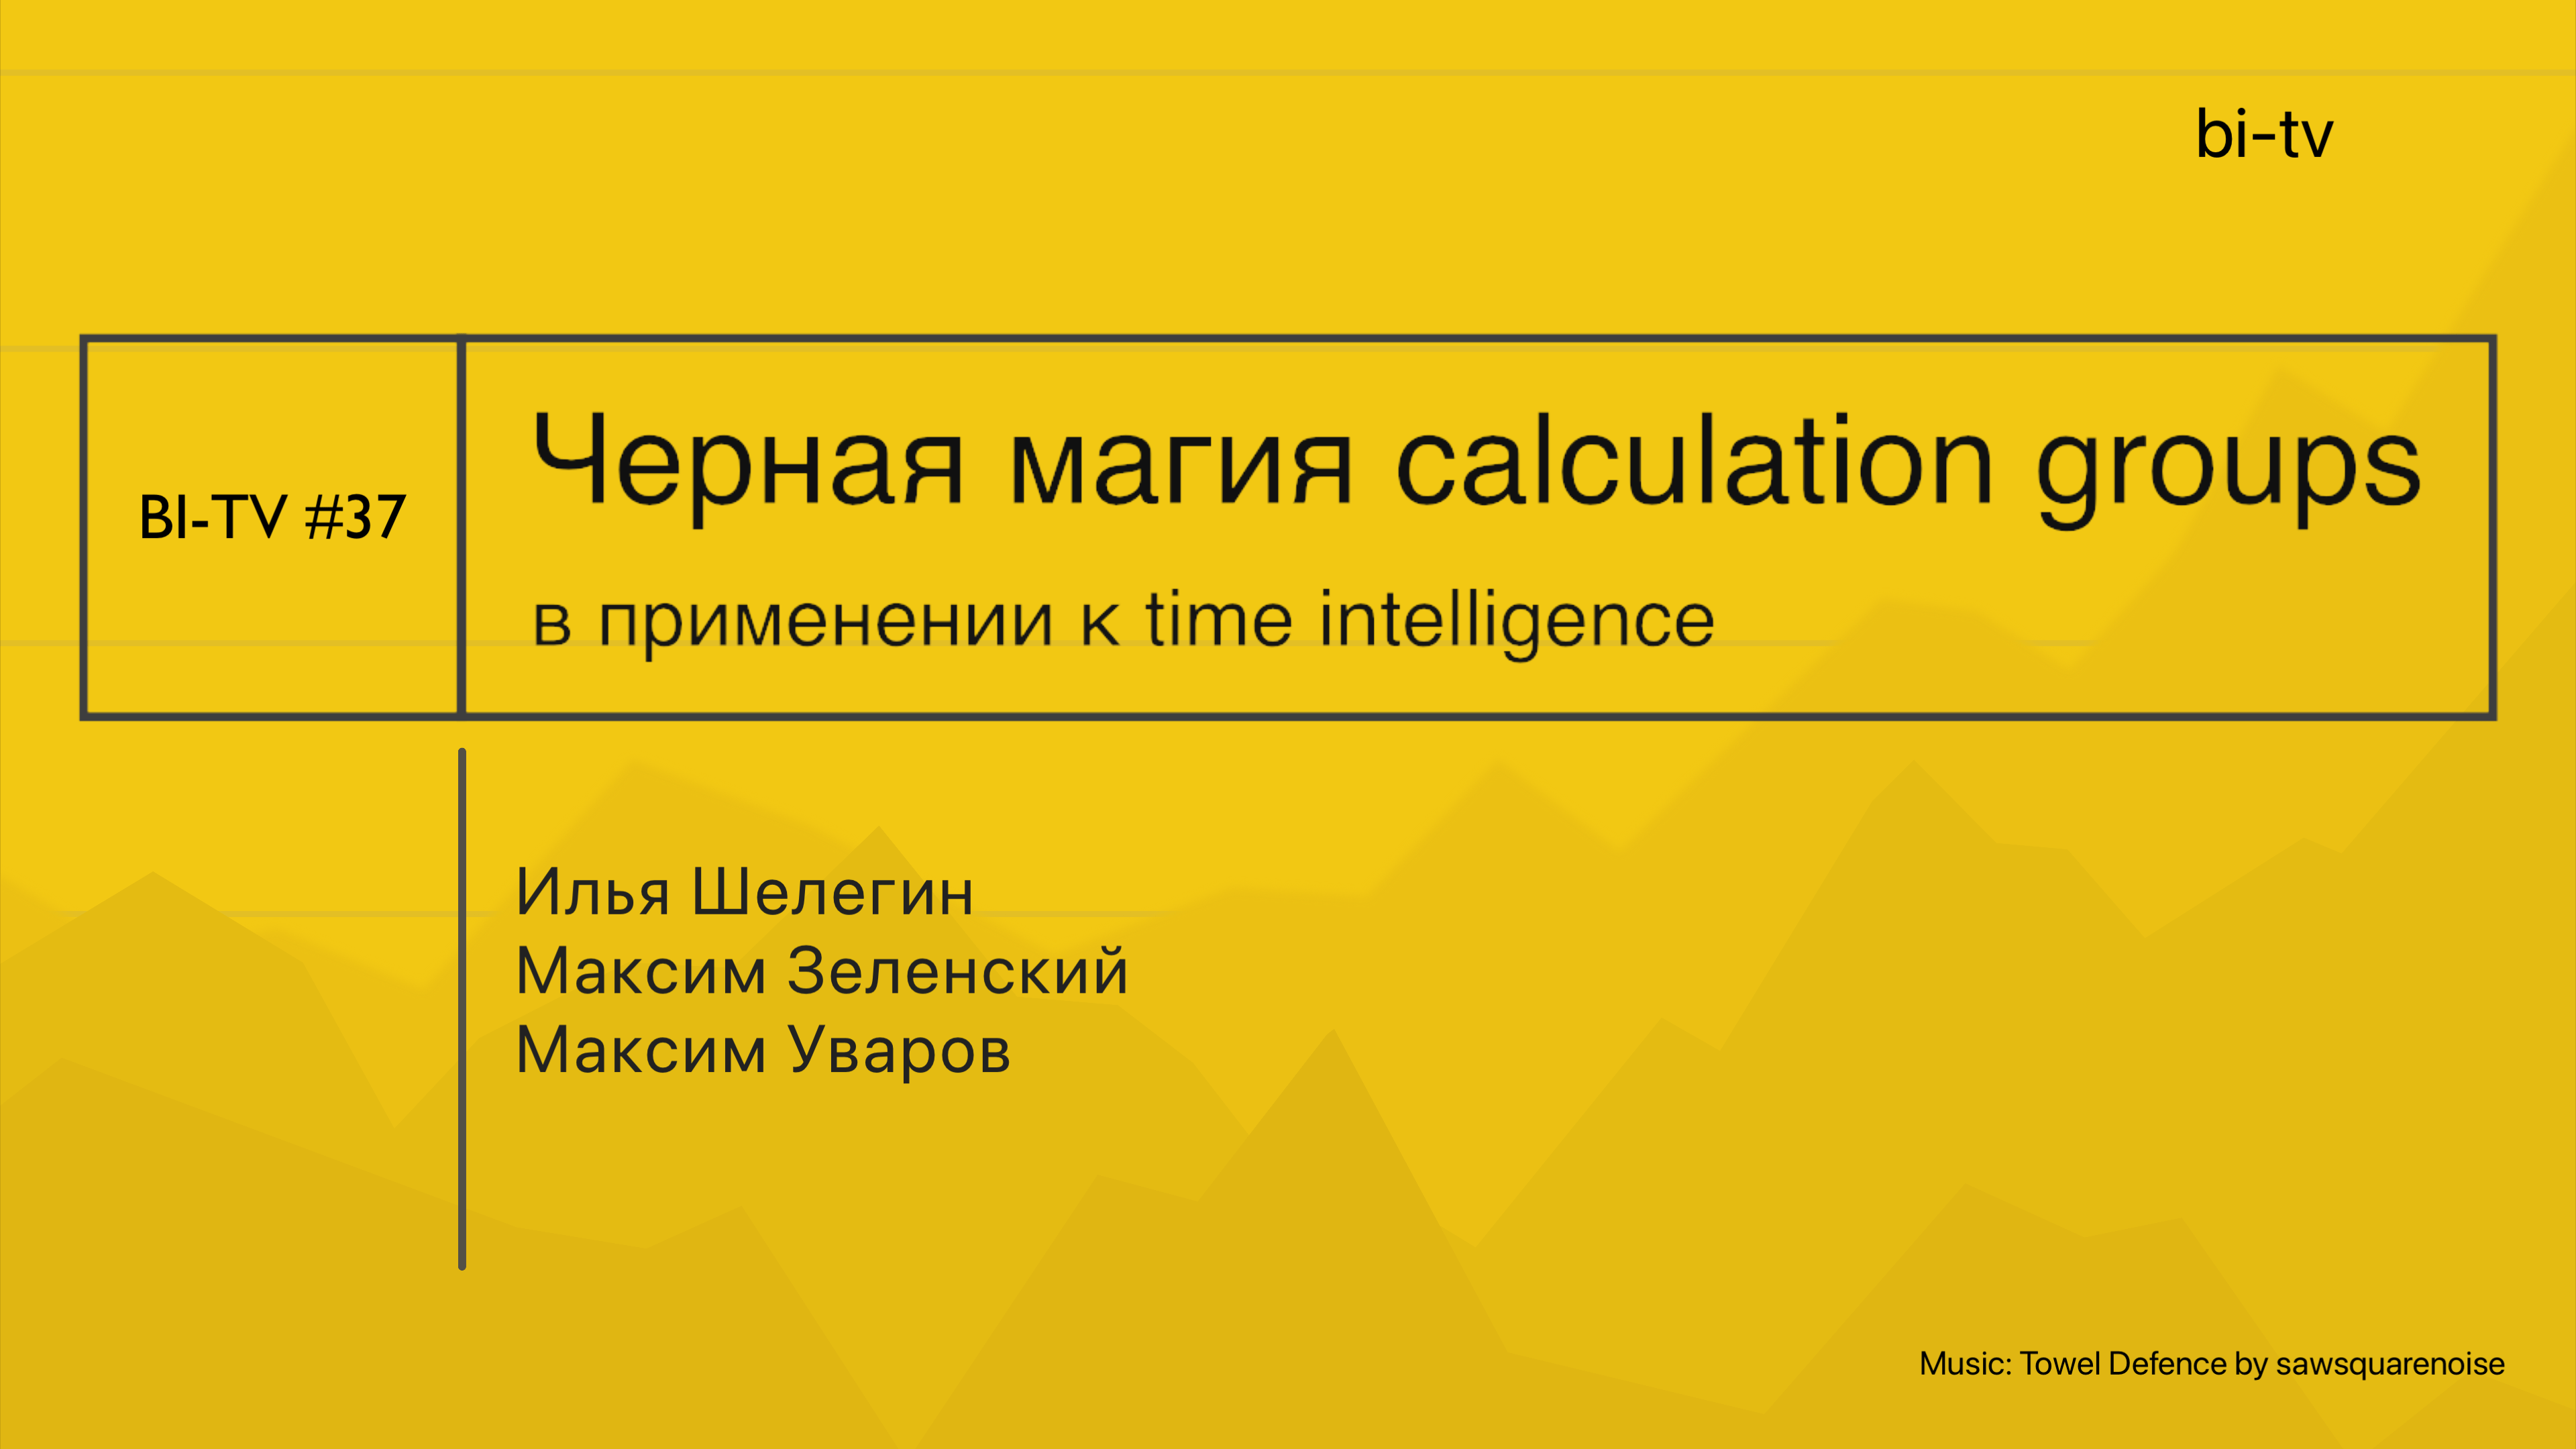 bi-tv
BI-TV #37
Черная магия calculation groups
в применении к time intelligence
Илья Шелегин
Максим Зеленский
Максим Уваров
Music: Towel Defence by sawsquarenoise